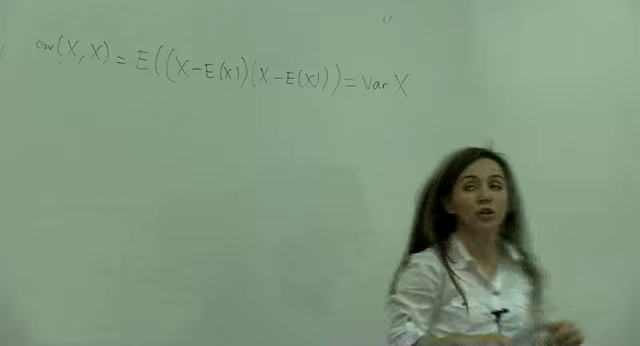 cov(X, X) = E((X-E(X))(X-E(X))) = Var X